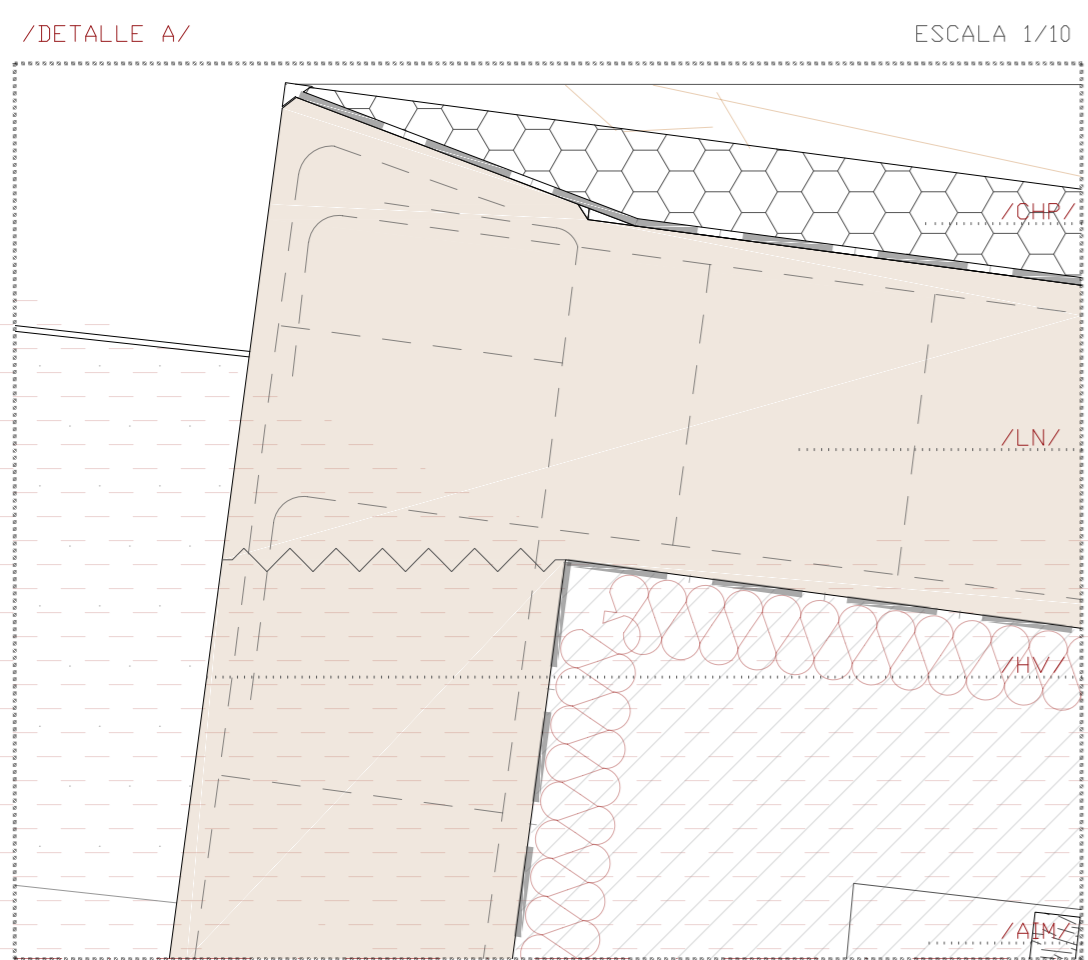 /DETALLE A/
ESCALA 1/10
/CHP/
/LN/
/HV/
/AIM/